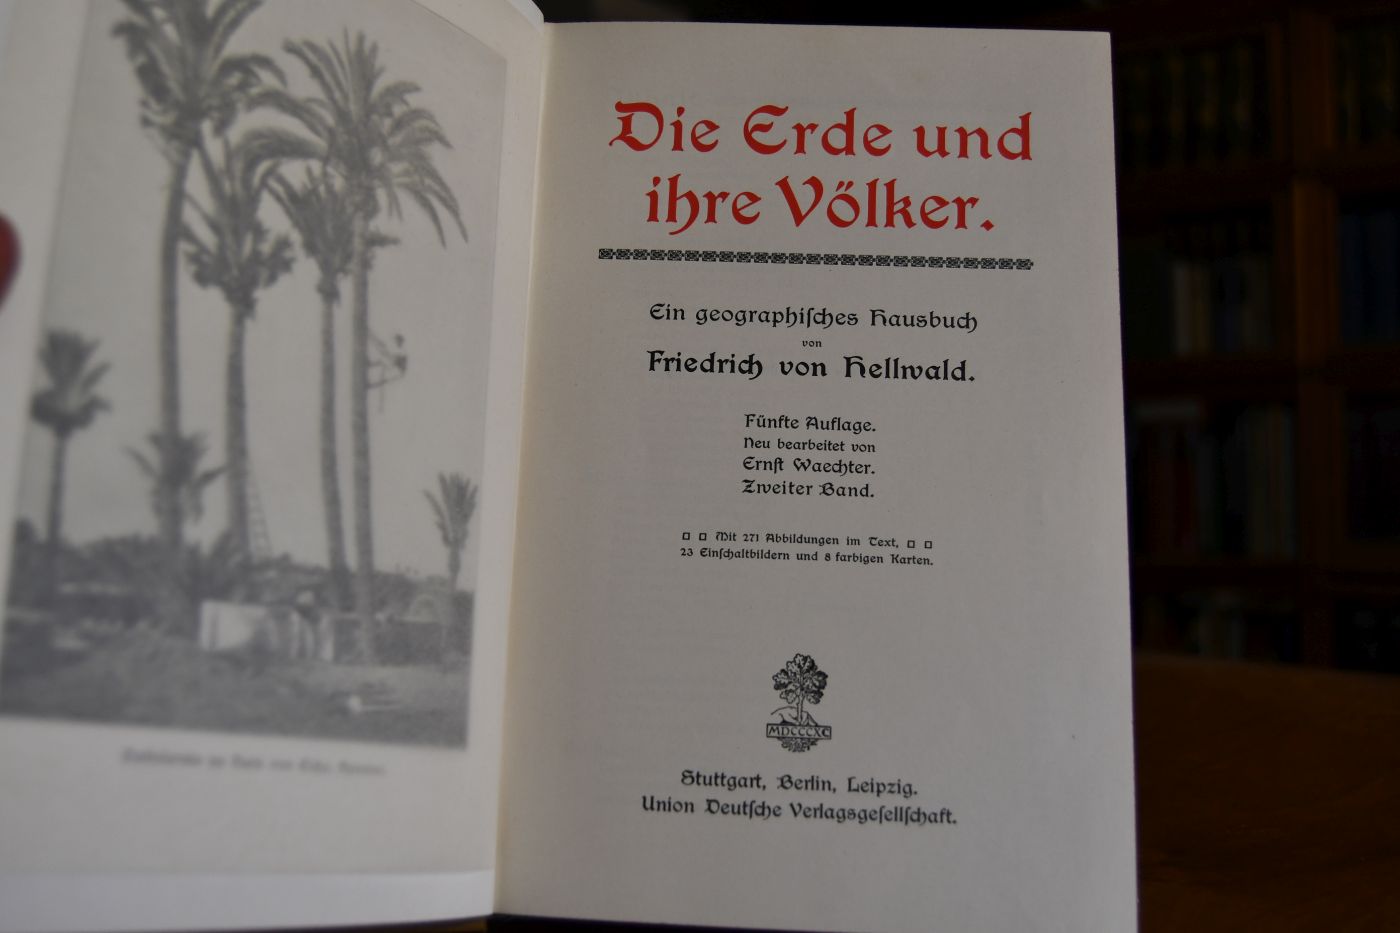 Die Erde und
ihre Völker.
Ein geographiſches Hausbuch
von
Friedrich von Hellwald.
Fünfte Auflage.
Neu bearbeitet von
Ernſt Waechter.
Zweiter Band.
□ □ Mit 271 Abbildungen im Text, □ □
23 Einſchaltbildern und 8 farbigen Karten.
MDCCCXC
Stuttgart, Berlin, Leipzig.
Union Deutſche Verlagsgeſellſchaft.